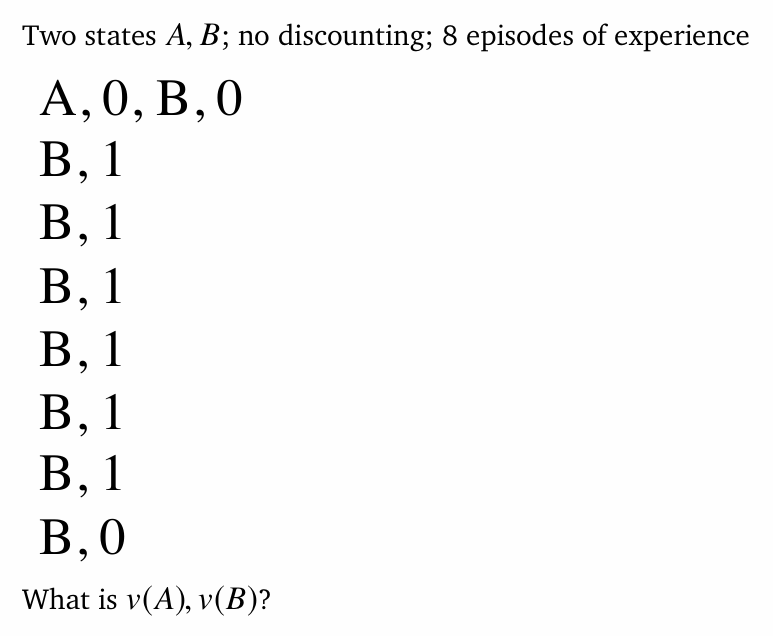 Two states A, B; no discounting; 8 episodes of experience
A, 0, B, 0
B, 1
B, 1
B, 1
B, 1
B, 1
B, 1
B, 0
What is v(A), v(B)?